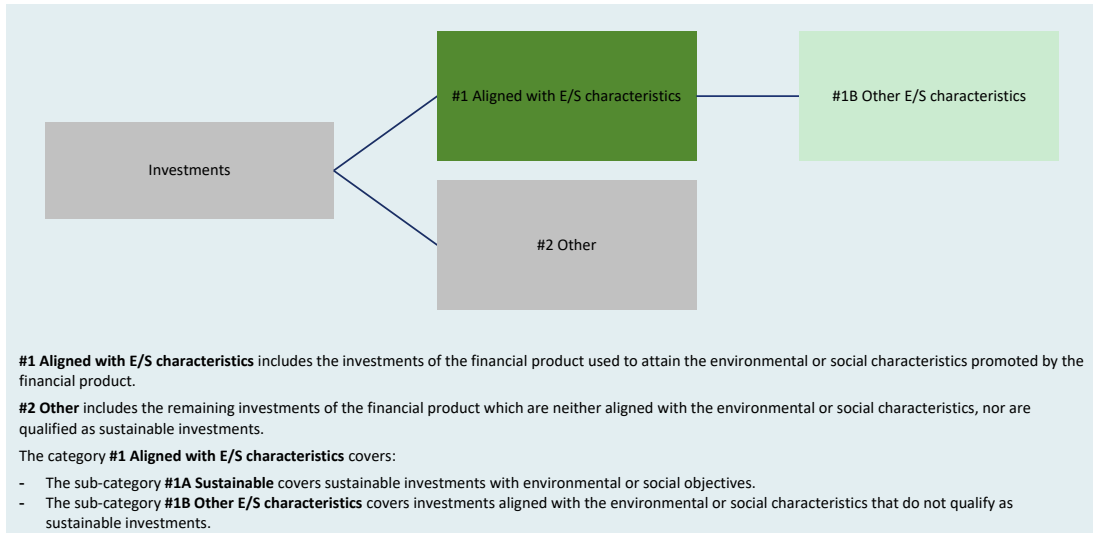 #1 Aligned with E/S characteristics
#1B Other E/S characteristics
Investments
#2 Other
#1 Aligned with E/S characteristics includes the investments of the financial product used to attain the environmental or social characteristics promoted by the
financial product.
#2 Other includes the remaining investments of the financial product which are neither aligned with the environmental or social characteristics, nor are
qualified as sustainable investments.
The category #1 Aligned with E/S characteristics covers:
- The sub-category #1A Sustainable covers sustainable investments with environmental or social objectives.
- The sub-category #1B Other E/S characteristics covers investments aligned with the environmental or social characteristics that do not qualify as
sustainable investments.